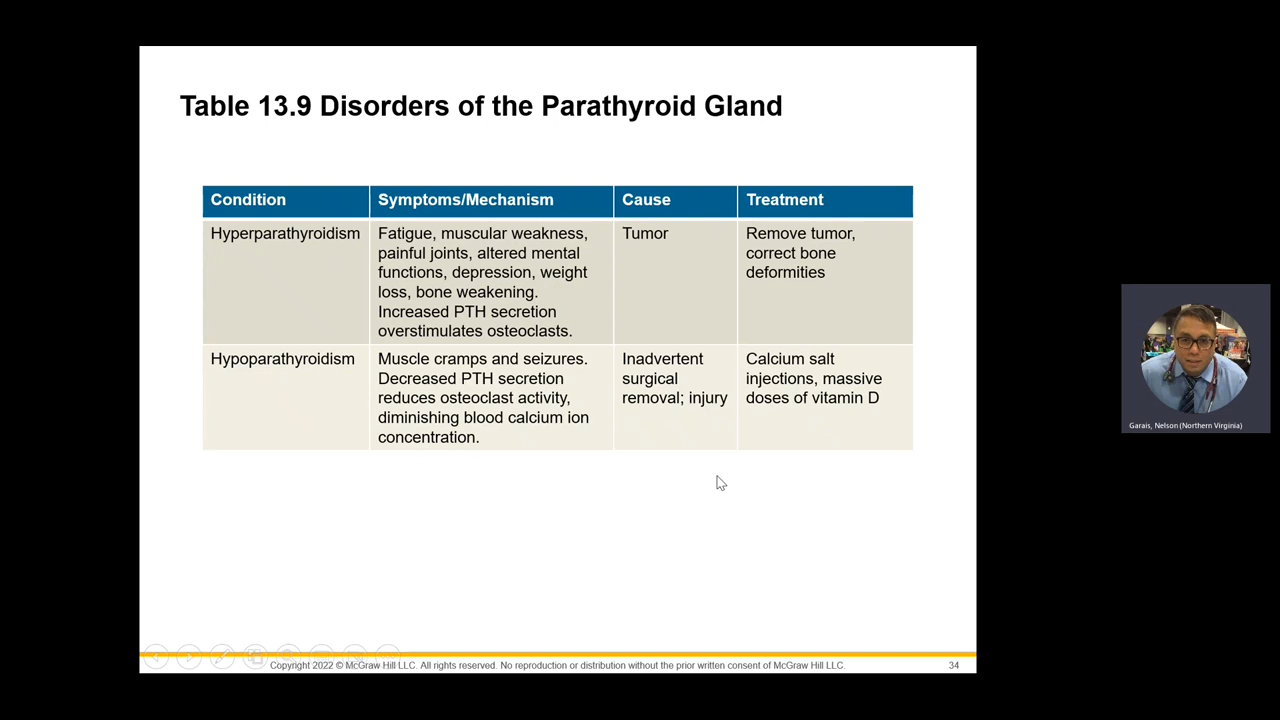 Table 13.9 Disorders of the Parathyroid Gland
Condition
Symptoms/Mechanism
Cause
Treatment
Hyperparathyroidism
Fatigue, muscular weakness,
painful joints, altered mental
functions, depression, weight
loss, bone weakening.
Increased PTH secretion
overstimulates osteoclasts.
Tumor
Remove tumor,
correct bone
deformities
Hypoparathyroidism
Muscle cramps and seizures.
Decreased PTH secretion
reduces osteoclast activity,
diminishing blood calcium ion
concentration.
Inadvertent
surgical
removal; injury
Calcium salt
injections, massive
doses of vitamin D
Garais, Nelson (Northern Virginia)
Copyright 2022 © McGraw Hill LLC. All rights reserved. No reproduction or distribution without the prior written consent of McGraw Hill LLC.
34